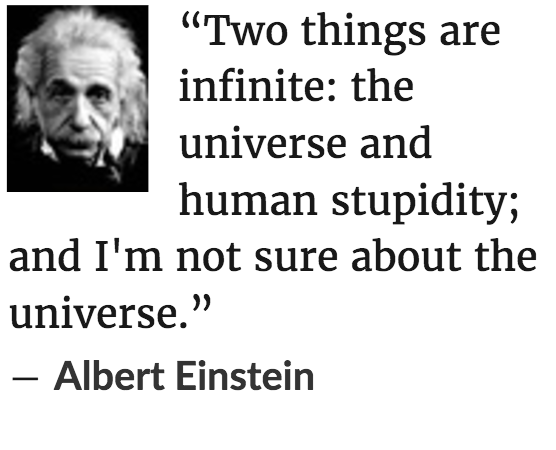 “Two things are
infinite: the
universe and
human stupidity;
and I'm not sure about the
universe.”
― Albert Einstein